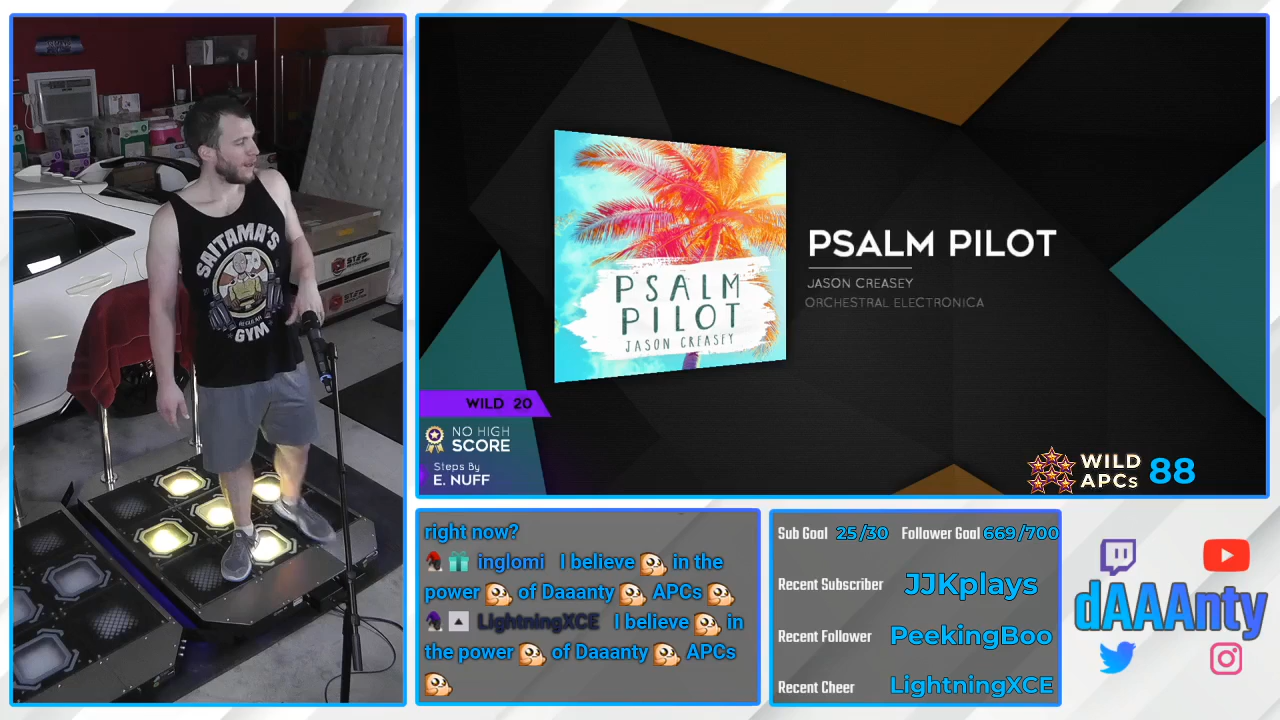 SAITAMA'S
GYM
STEP
STEP
PSALM
PILOT
JASON CREASEY
PSALM PILOT
JASON CREASEY
ORCHESTRAL ELECTRONICA
WILD 20
NO HIGH
SCORE
Steps By
E. NUFF
WILD
APCs 88
right now?
inglomi I believe in the
power of Daaanty APCs
LightningXCE I believe in
the power of Daaanty APCs
Sub Goal 25/30 Follower Goal 669/700
Recent Subscriber JJKplays
Recent Follower PeekingBoo
Recent Cheer LightningXCE
dAAAnty